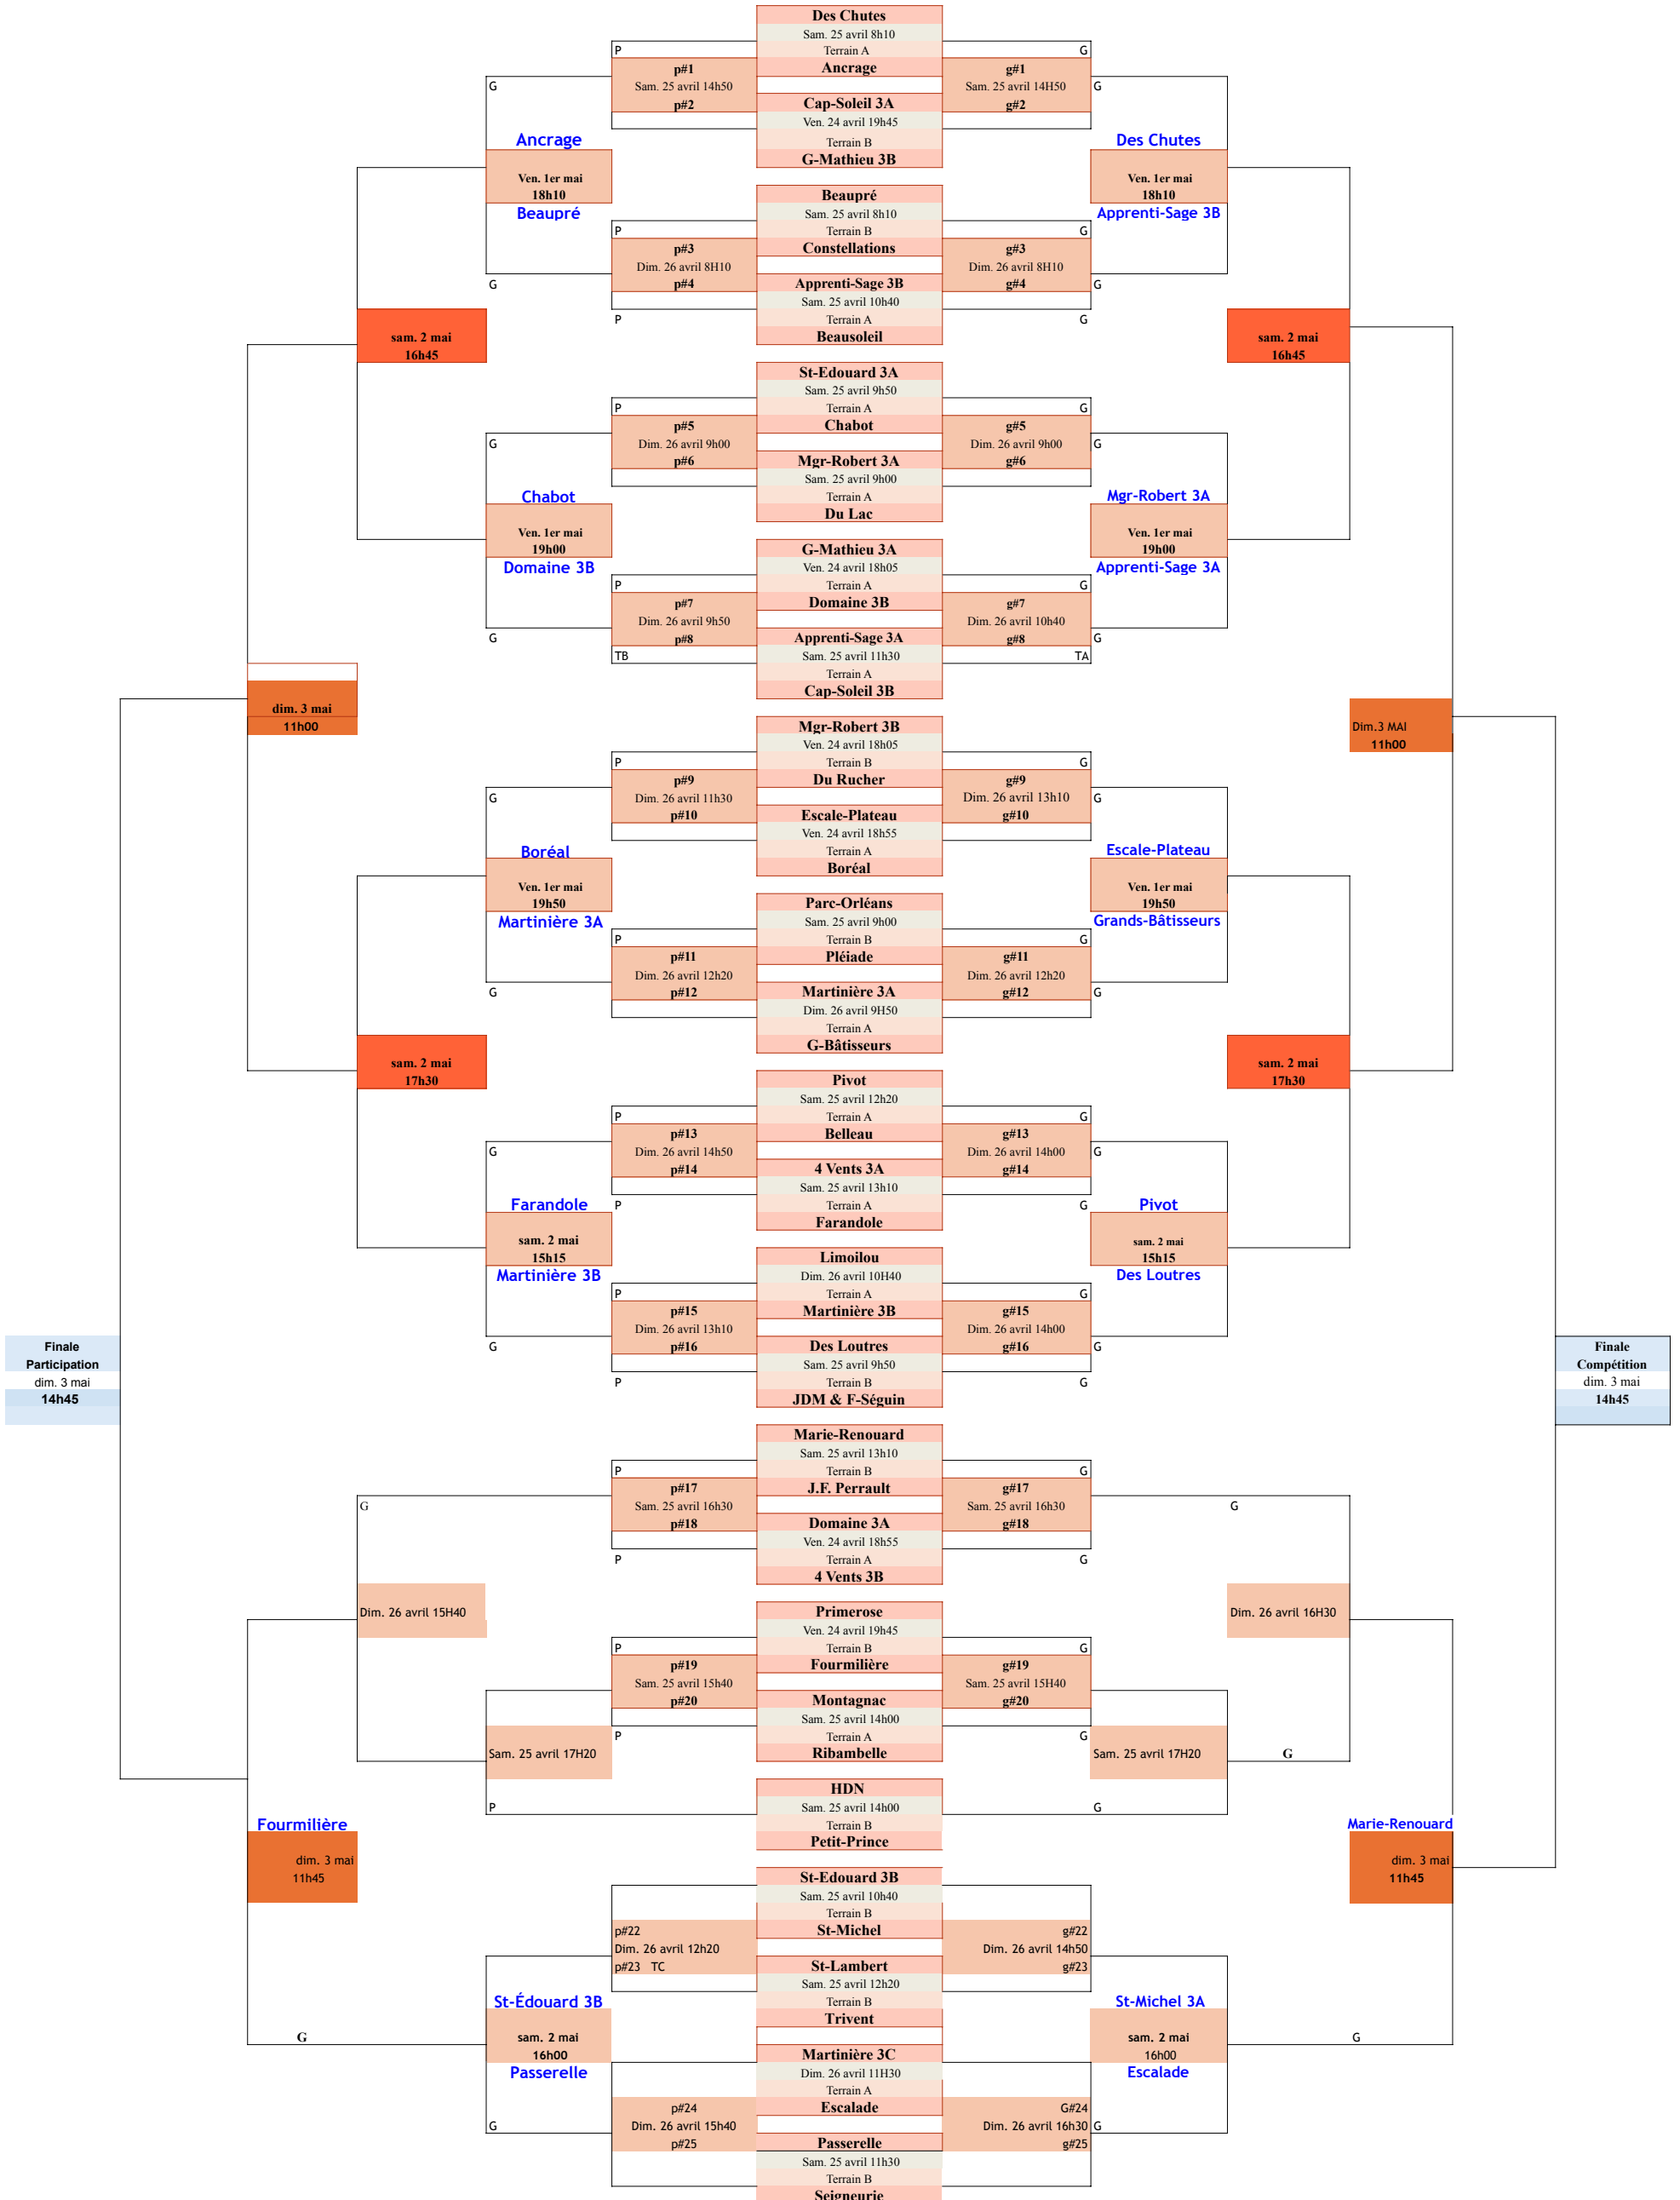 Des Chutes
Sam. 25 avril 8h10
P Terrain A G
p#1 Ancrage g#1
G Sam. 25 avril 14h50 Sam. 25 avril 14H50 G
p#2 Cap-Soleil 3A g#2
Ven. 24 avril 19h45
Ancrage Terrain B Des Chutes
G-Mathieu 3B
Ven. 1er mai Ven. 1er mai
18h10 Beaupré 18h10
Beaupré Sam. 25 avril 8h10 Apprenti-Sage 3B
P Terrain B G
p#3 Constellations g#3
Dim. 26 avril 8H10 Dim. 26 avril 8H10
G p#4 Apprenti-Sage 3B g#4 G
Sam. 25 avril 10h40
P Terrain A G
sam. 2 mai Beausoleil sam. 2 mai
16h45 16h45
St-Edouard 3A
Sam. 25 avril 9h50
P Terrain A G
p#5 Chabot g#5
G Dim. 26 avril 9h00 Dim. 26 avril 9h00 G
p#6 Mgr-Robert 3A g#6
Sam. 25 avril 9h00
Chabot Terrain A Mgr-Robert 3A
Du Lac
Ven. 1er mai Ven. 1er mai
19h00 G-Mathieu 3A 19h00
Domaine 3B Ven. 24 avril 18h05 Apprenti-Sage 3A
P Terrain A G
p#7 Domaine 3B g#7
Dim. 26 avril 9h50 Dim. 26 avril 10h40
G p#8 Apprenti-Sage 3A g#8 G
TB Sam. 25 avril 11h30 TA
Terrain A
Cap-Soleil 3B
dim. 3 mai
11h00 Mgr-Robert 3B Dim.3 MAI
Ven. 24 avril 18h05 11h00
P Terrain B G
p#9 Du Rucher g#9
G Dim. 26 avril 11h30 Dim. 26 avril 13h10 G
p#10 Escale-Plateau g#10
Ven. 24 avril 18h55
Boréal Terrain A Escale-Plateau
Boréal
Ven. 1er mai Ven. 1er mai
19h50 Parc-Orléans 19h50
Martinière 3A Sam. 25 avril 9h00 Grands-Bâtisseurs
P Terrain B G
p#11 Pléiade g#11
Dim. 26 avril 12h20 Dim. 26 avril 12h20
G p#12 Martinière 3A g#12 G
Dim. 26 avril 9H50
Terrain A
G-Bâtisseurs
sam. 2 mai sam. 2 mai
17h30 Pivot 17h30
Sam. 25 avril 12h20
P Terrain A G
p#13 Belleau g#13
G Dim. 26 avril 14h50 Dim. 26 avril 14h00 G
p#14 4 Vents 3A g#14
Sam. 25 avril 13h10
Farandole P Terrain A G Pivot
Farandole
sam. 2 mai sam. 2 mai
15h15 Limoilou 15h15
Martinière 3B Dim. 26 avril 10H40 Des Loutres
P Terrain A G
p#15 Martinière 3B g#15
Dim. 26 avril 13h10 Dim. 26 avril 14h00
Finale G p#16 Des Loutres g#16 G Finale
Participation Sam. 25 avril 9h50 Compétition
dim. 3 mai P Terrain B G dim. 3 mai
14h45 JDM & F-Séguin 14h45
Marie-Renouard
Sam. 25 avril 13h10
P Terrain B G
p#17 J.F. Perrault g#17
G Sam. 25 avril 16h30 Sam. 25 avril 16h30 G
p#18 Domaine 3A g#18
Ven. 24 avril 18h55
P Terrain A G
4 Vents 3B
Dim. 26 avril 15H40 Primerose Dim. 26 avril 16H30
Ven. 24 avril 19h45
P Terrain B G
p#19 Fourmilière g#19
Sam. 25 avril 15h40 Sam. 25 avril 15H40
p#20 Montagnac g#20
Sam. 25 avril 14h00
P Terrain A G
Sam. 25 avril 17H20 Ribambelle Sam. 25 avril 17H20 G
HDN
P Sam. 25 avril 14h00 G
Fourmilière Terrain B Marie-Renouard
Petit-Prince
dim. 3 mai dim. 3 mai
11h45 St-Edouard 3B 11h45
Sam. 25 avril 10h40
Terrain B
p#22 St-Michel g#22
Dim. 26 avril 12h20 Dim. 26 avril 14h50
p#23 TC St-Lambert g#23
Sam. 25 avril 12h20
St-Édouard 3B Terrain B St-Michel 3A
Trivent
G sam. 2 mai sam. 2 mai G
16h00 Martinière 3C 16h00
Passerelle Dim. 26 avril 11H30 Escalade
Terrain A
p#24 Escalade G#24
G Dim. 26 avril 15h40 Dim. 26 avril 16h30 G
p#25 Passerelle g#25
Sam. 25 avril 11h30
Terrain B
Seigneurie